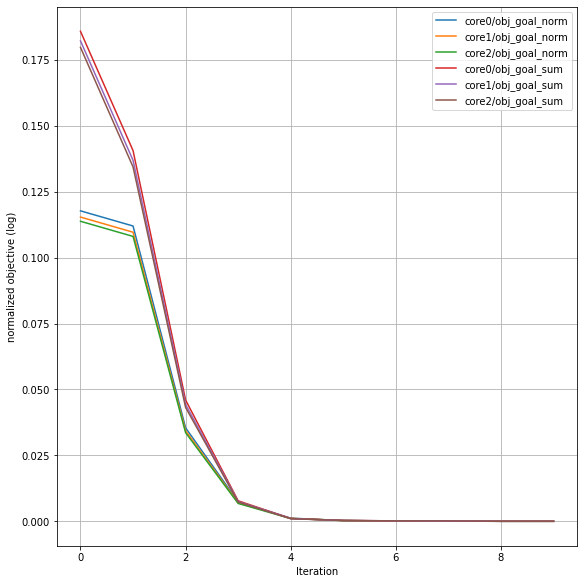 core0/obj_goal_norm
core1/obj_goal_norm
core2/obj_goal_norm
core0/obj_goal_sum
core1/obj_goal_sum
core2/obj_goal_sum
normalized objective (log)
0.175
0.150
0.125
0.100
0.075
0.050
0.025
0.000
0 2 4 6 8
Iteration